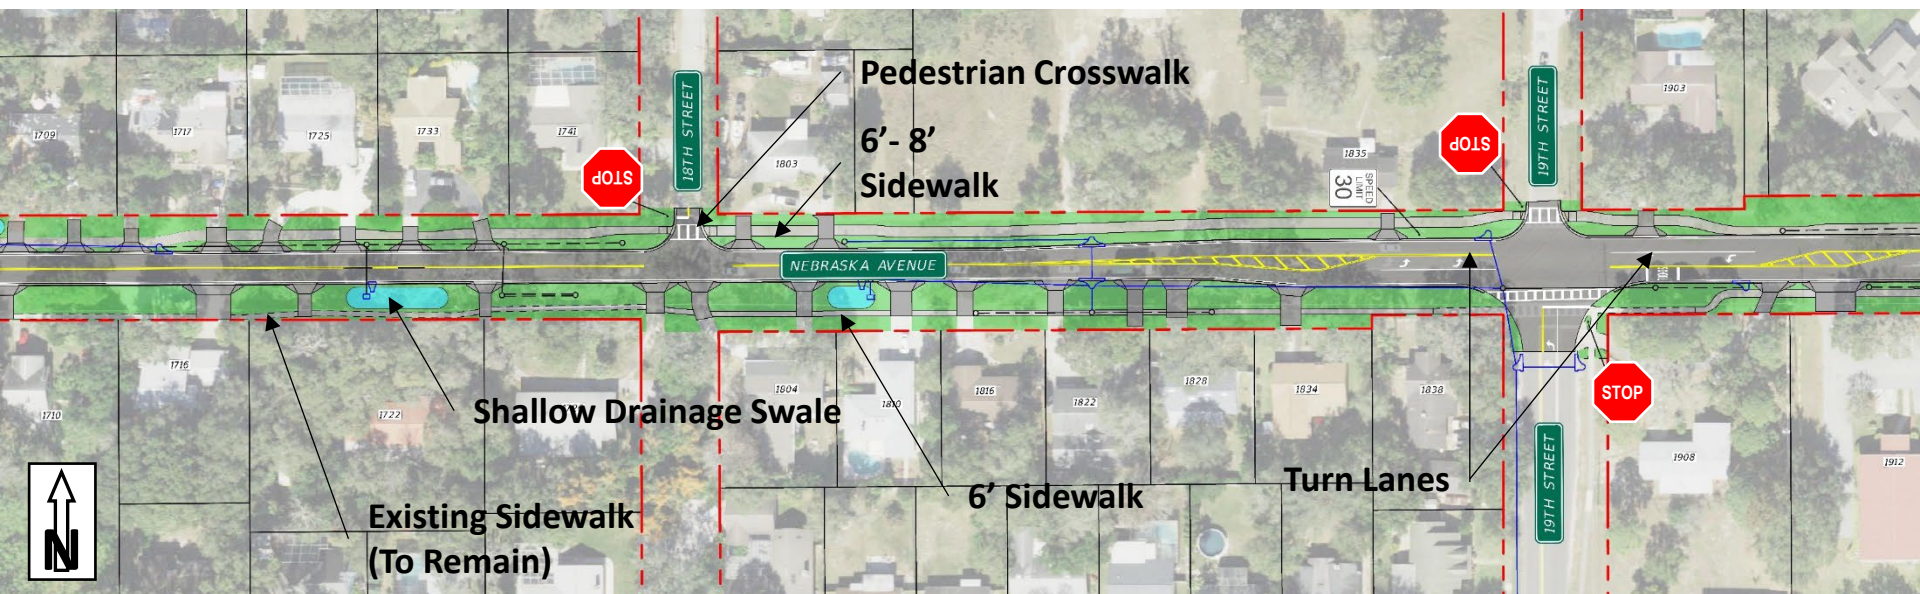 Pedestrian Crosswalk
6’- 8’
Sidewalk
18TH STREET
19TH STREET
1903
1709
1717
1725
1733
1741
1803
1835
STOP
STOP
SPEED
LIMIT
30
NEBRASKA AVENUE
1710
1716
1722
1804
1810
1816
1822
1828
1834
1838
STOP
Shallow Drainage Swale
Existing Sidewalk
(To Remain)
6’ Sidewalk
Turn Lanes
19TH STREET
1908
1912
N